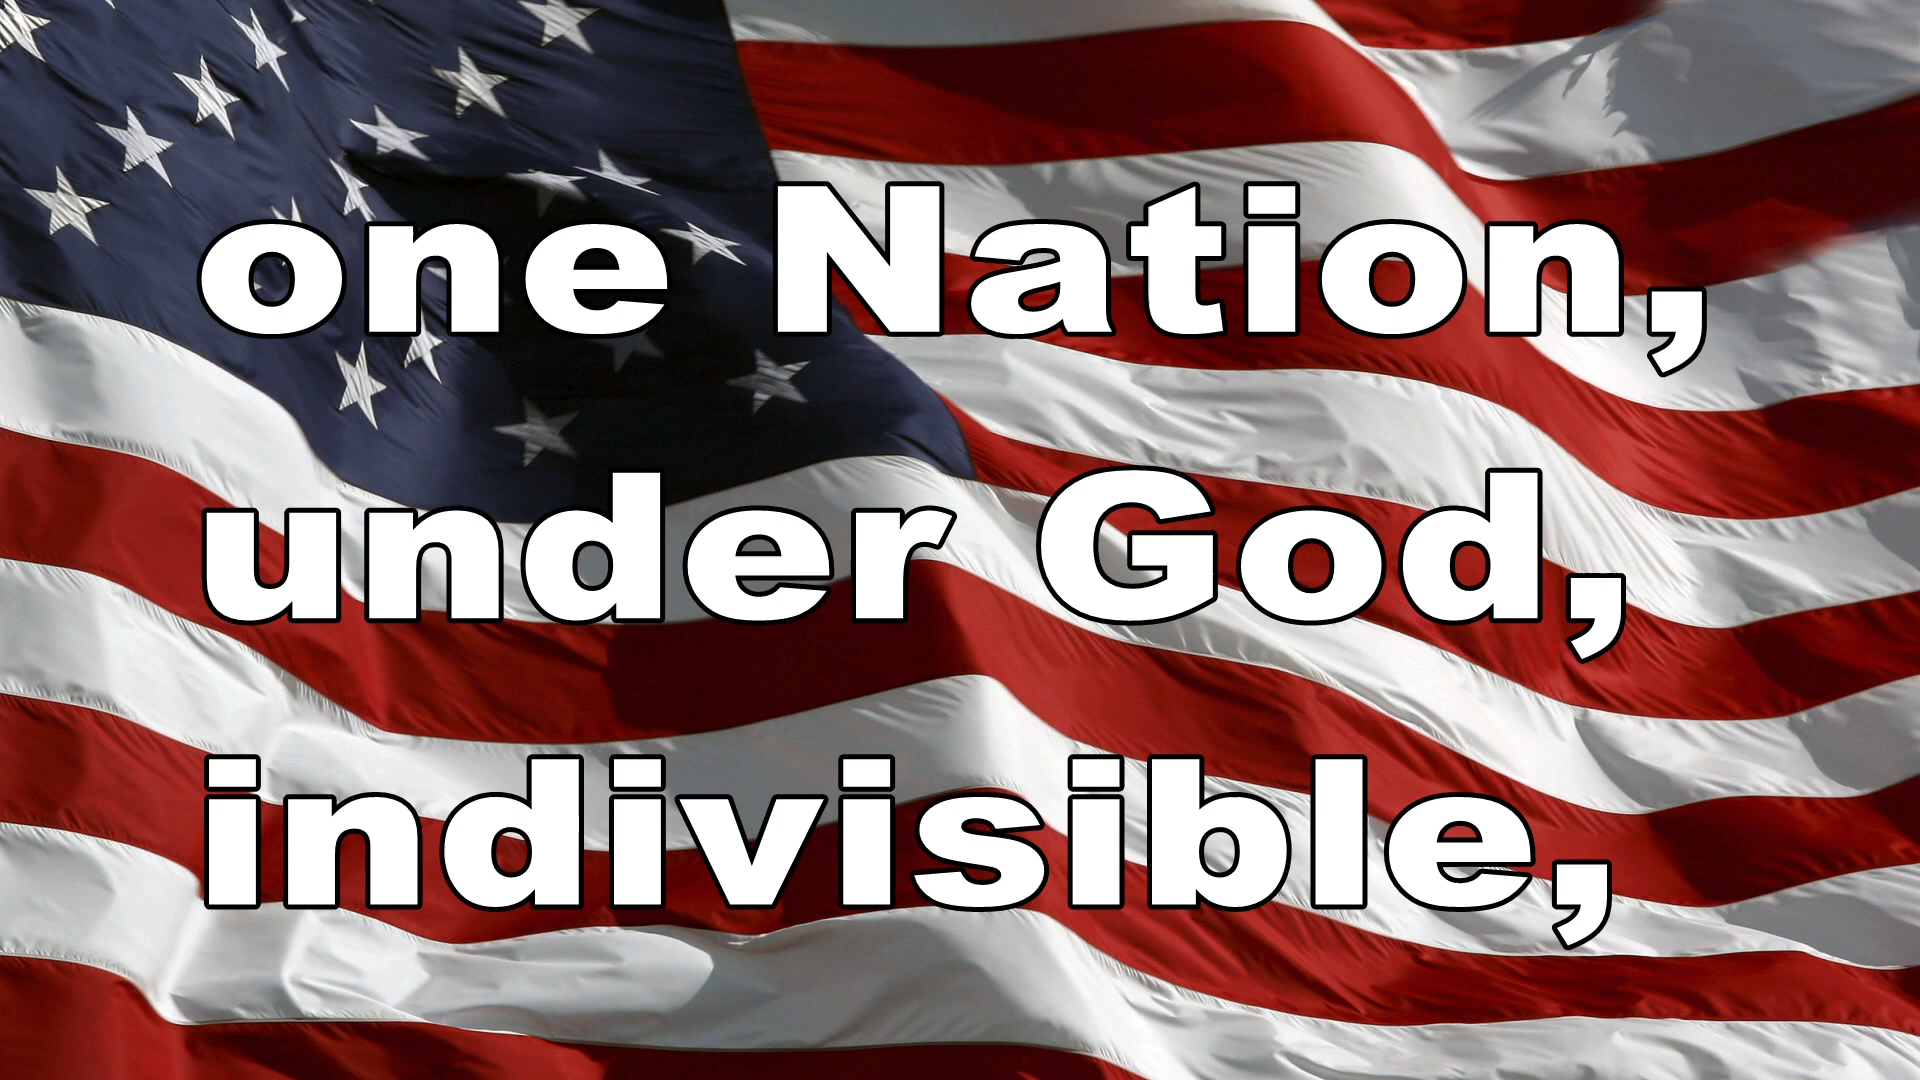 one Nation,
under God,
indivisible,